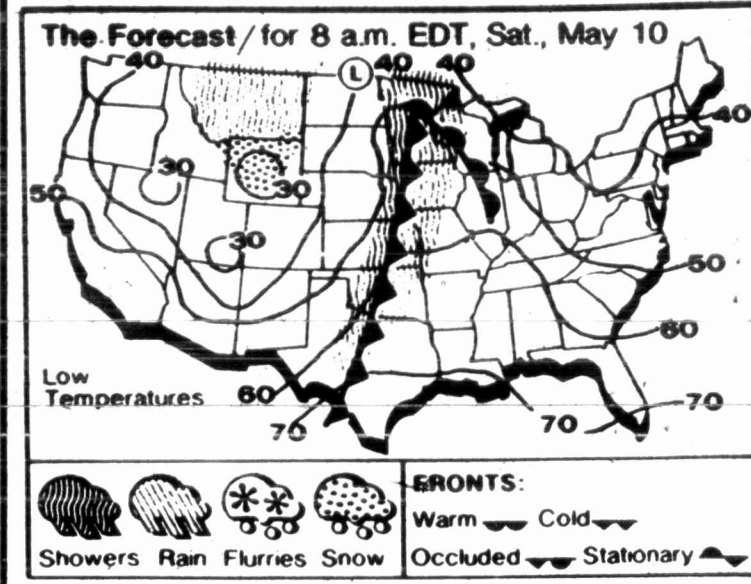 The Forecast / for 8 a.m. EDT, Sat., May 10
40
L
40
40
40
30
30
50
30
50
60
Low
Temperatures
60
70
70
70
Showers Rain Flurries Snow
FRONTS:
Warm Cold
Occluded Stationary